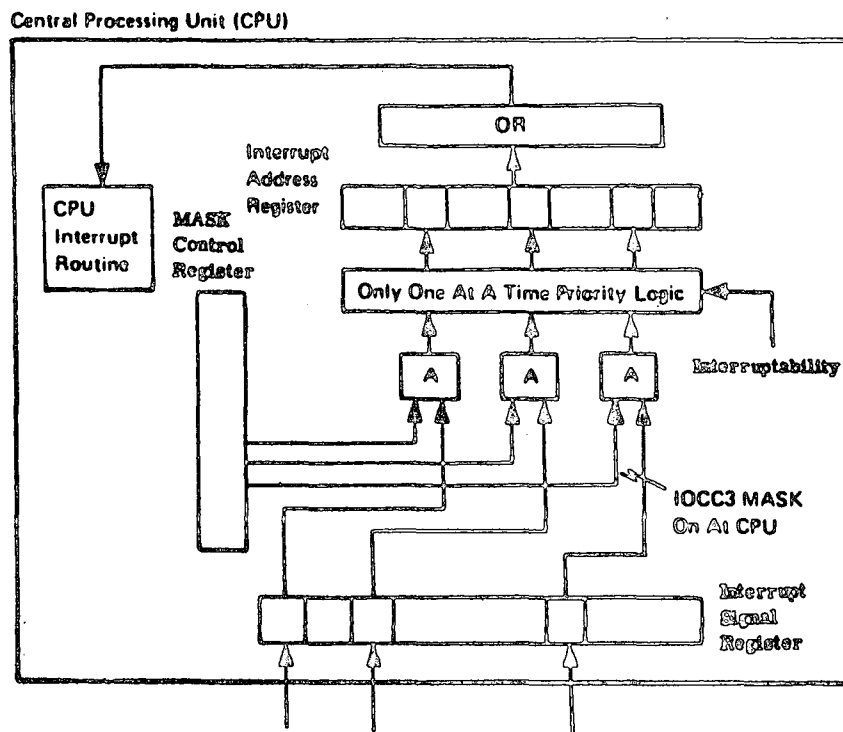 Central Processing Unit (CPU)
OR
Interrupt
Address
Register
CPU
Interrupt
Routine
MASK
Control
Register
Only One At A Time Priority Logic
Interruptability
A
A
A
IOCC3 MASK
On At CPU
Interrupt
Signal
Register